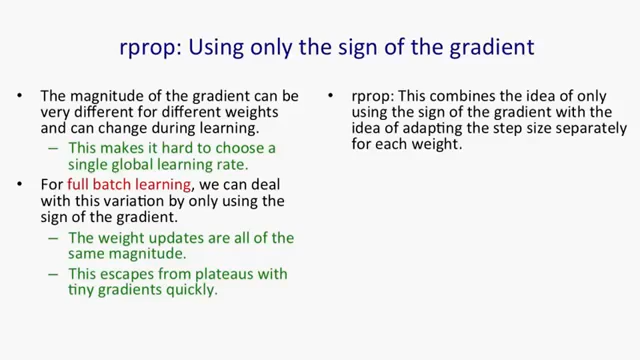 rprop: Using only the sign of the gradient
• The magnitude of the gradient can be
very different for different weights
and can change during learning.
– This makes it hard to choose a
single global learning rate.
• For full batch learning, we can deal
with this variation by only using the
sign of the gradient.
– The weight updates are all of the
same magnitude.
– This escapes from plateaus with
tiny gradients quickly.
• rprop: This combines the idea of only
using the sign of the gradient with the
idea of adapting the step size separately
for each weight.